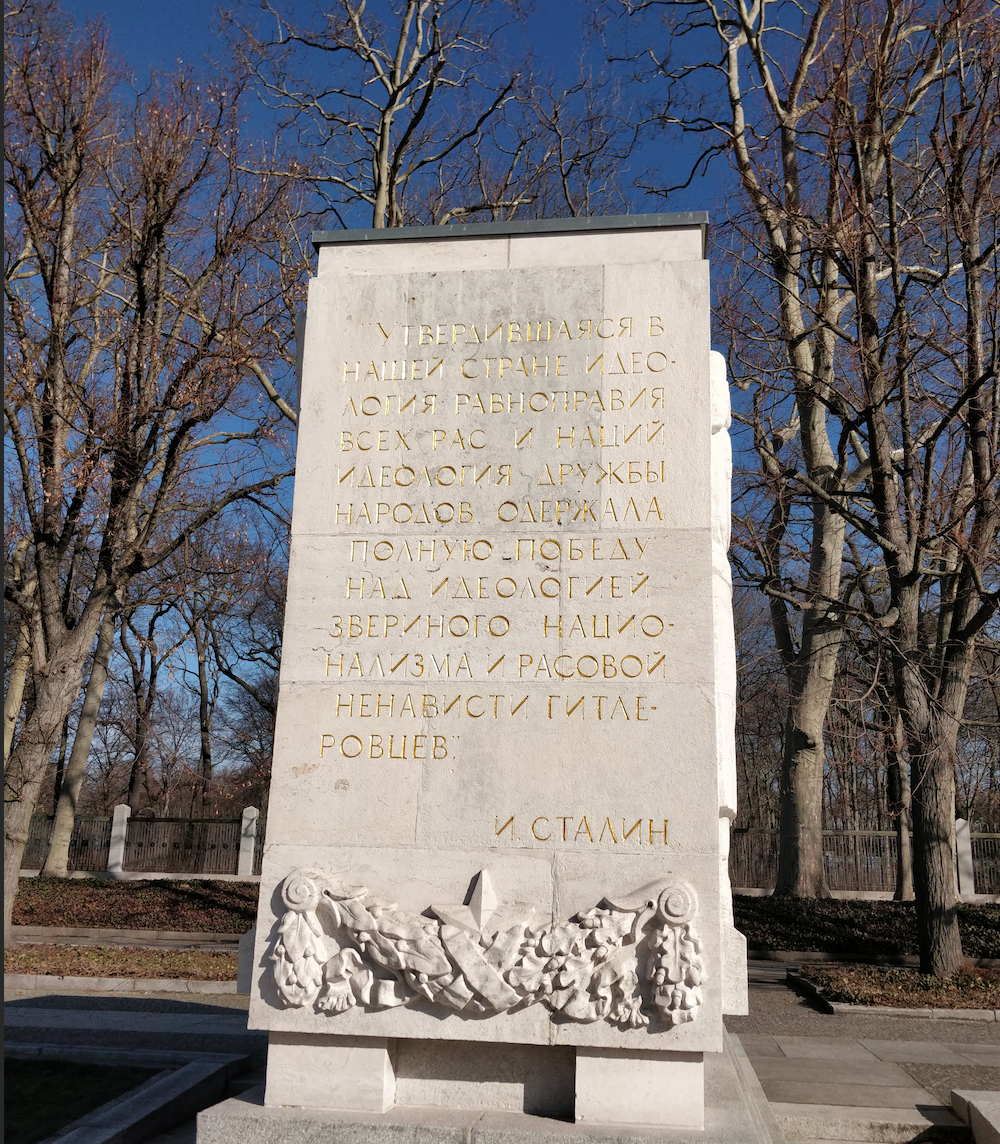 "УТВЕРДИВШАЯСЯ В
НАШЕЙ СТРАНЕ ИДЕО-
ЛОГИЯ РАВНОПРАВИЯ
ВСЕХ РАС И НАЦИЙ
ИДЕОЛОГИЯ ДРУЖБЫ
НАРОДОВ ОДЕРЖАЛА
ПОЛНУЮ ПОБЕДУ
НАД ИДЕОЛОГИЕЙ
ЗВЕРИНОГО НАЦИО-
НАЛИЗМА И РАСОВОЙ
НЕНАВИСТИ ГИТЛЕ-
РОВЦЕВ."
И. СТАЛИН